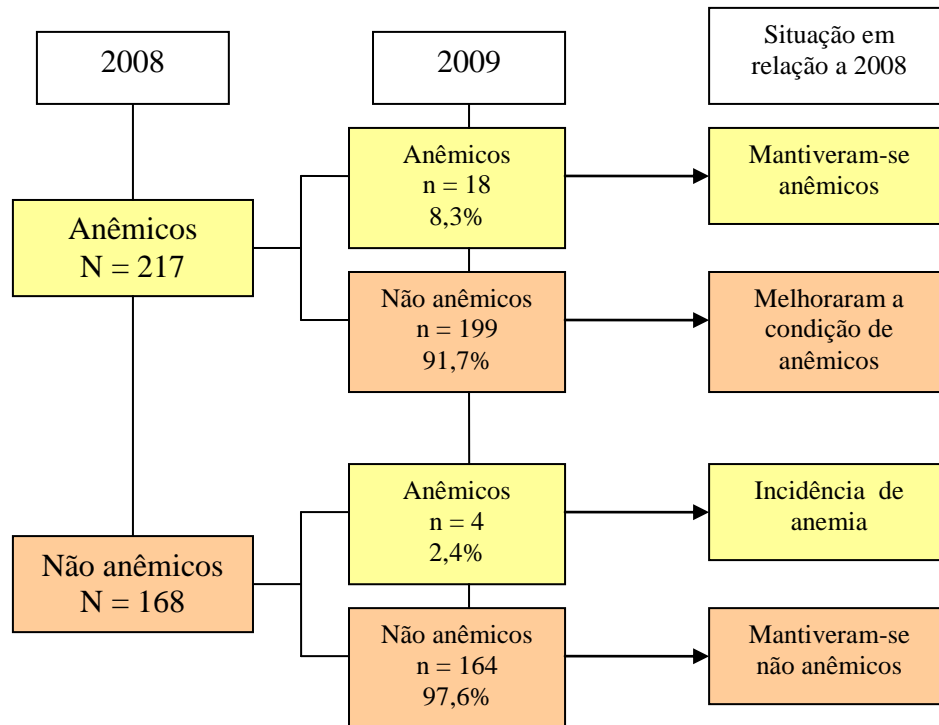 2008
2009
Situação em
relação a 2008
Anêmicos
N = 217
Anêmicos
n = 18
8,3%
Mantiveram-se
anêmicos
Não anêmicos
n = 199
91,7%
Melhoraram a
condição de
anêmicos
Não anêmicos
N = 168
Anêmicos
n = 4
2,4%
Incidência de
anemia
Não anêmicos
n = 164
97,6%
Mantiveram-se
não anêmicos